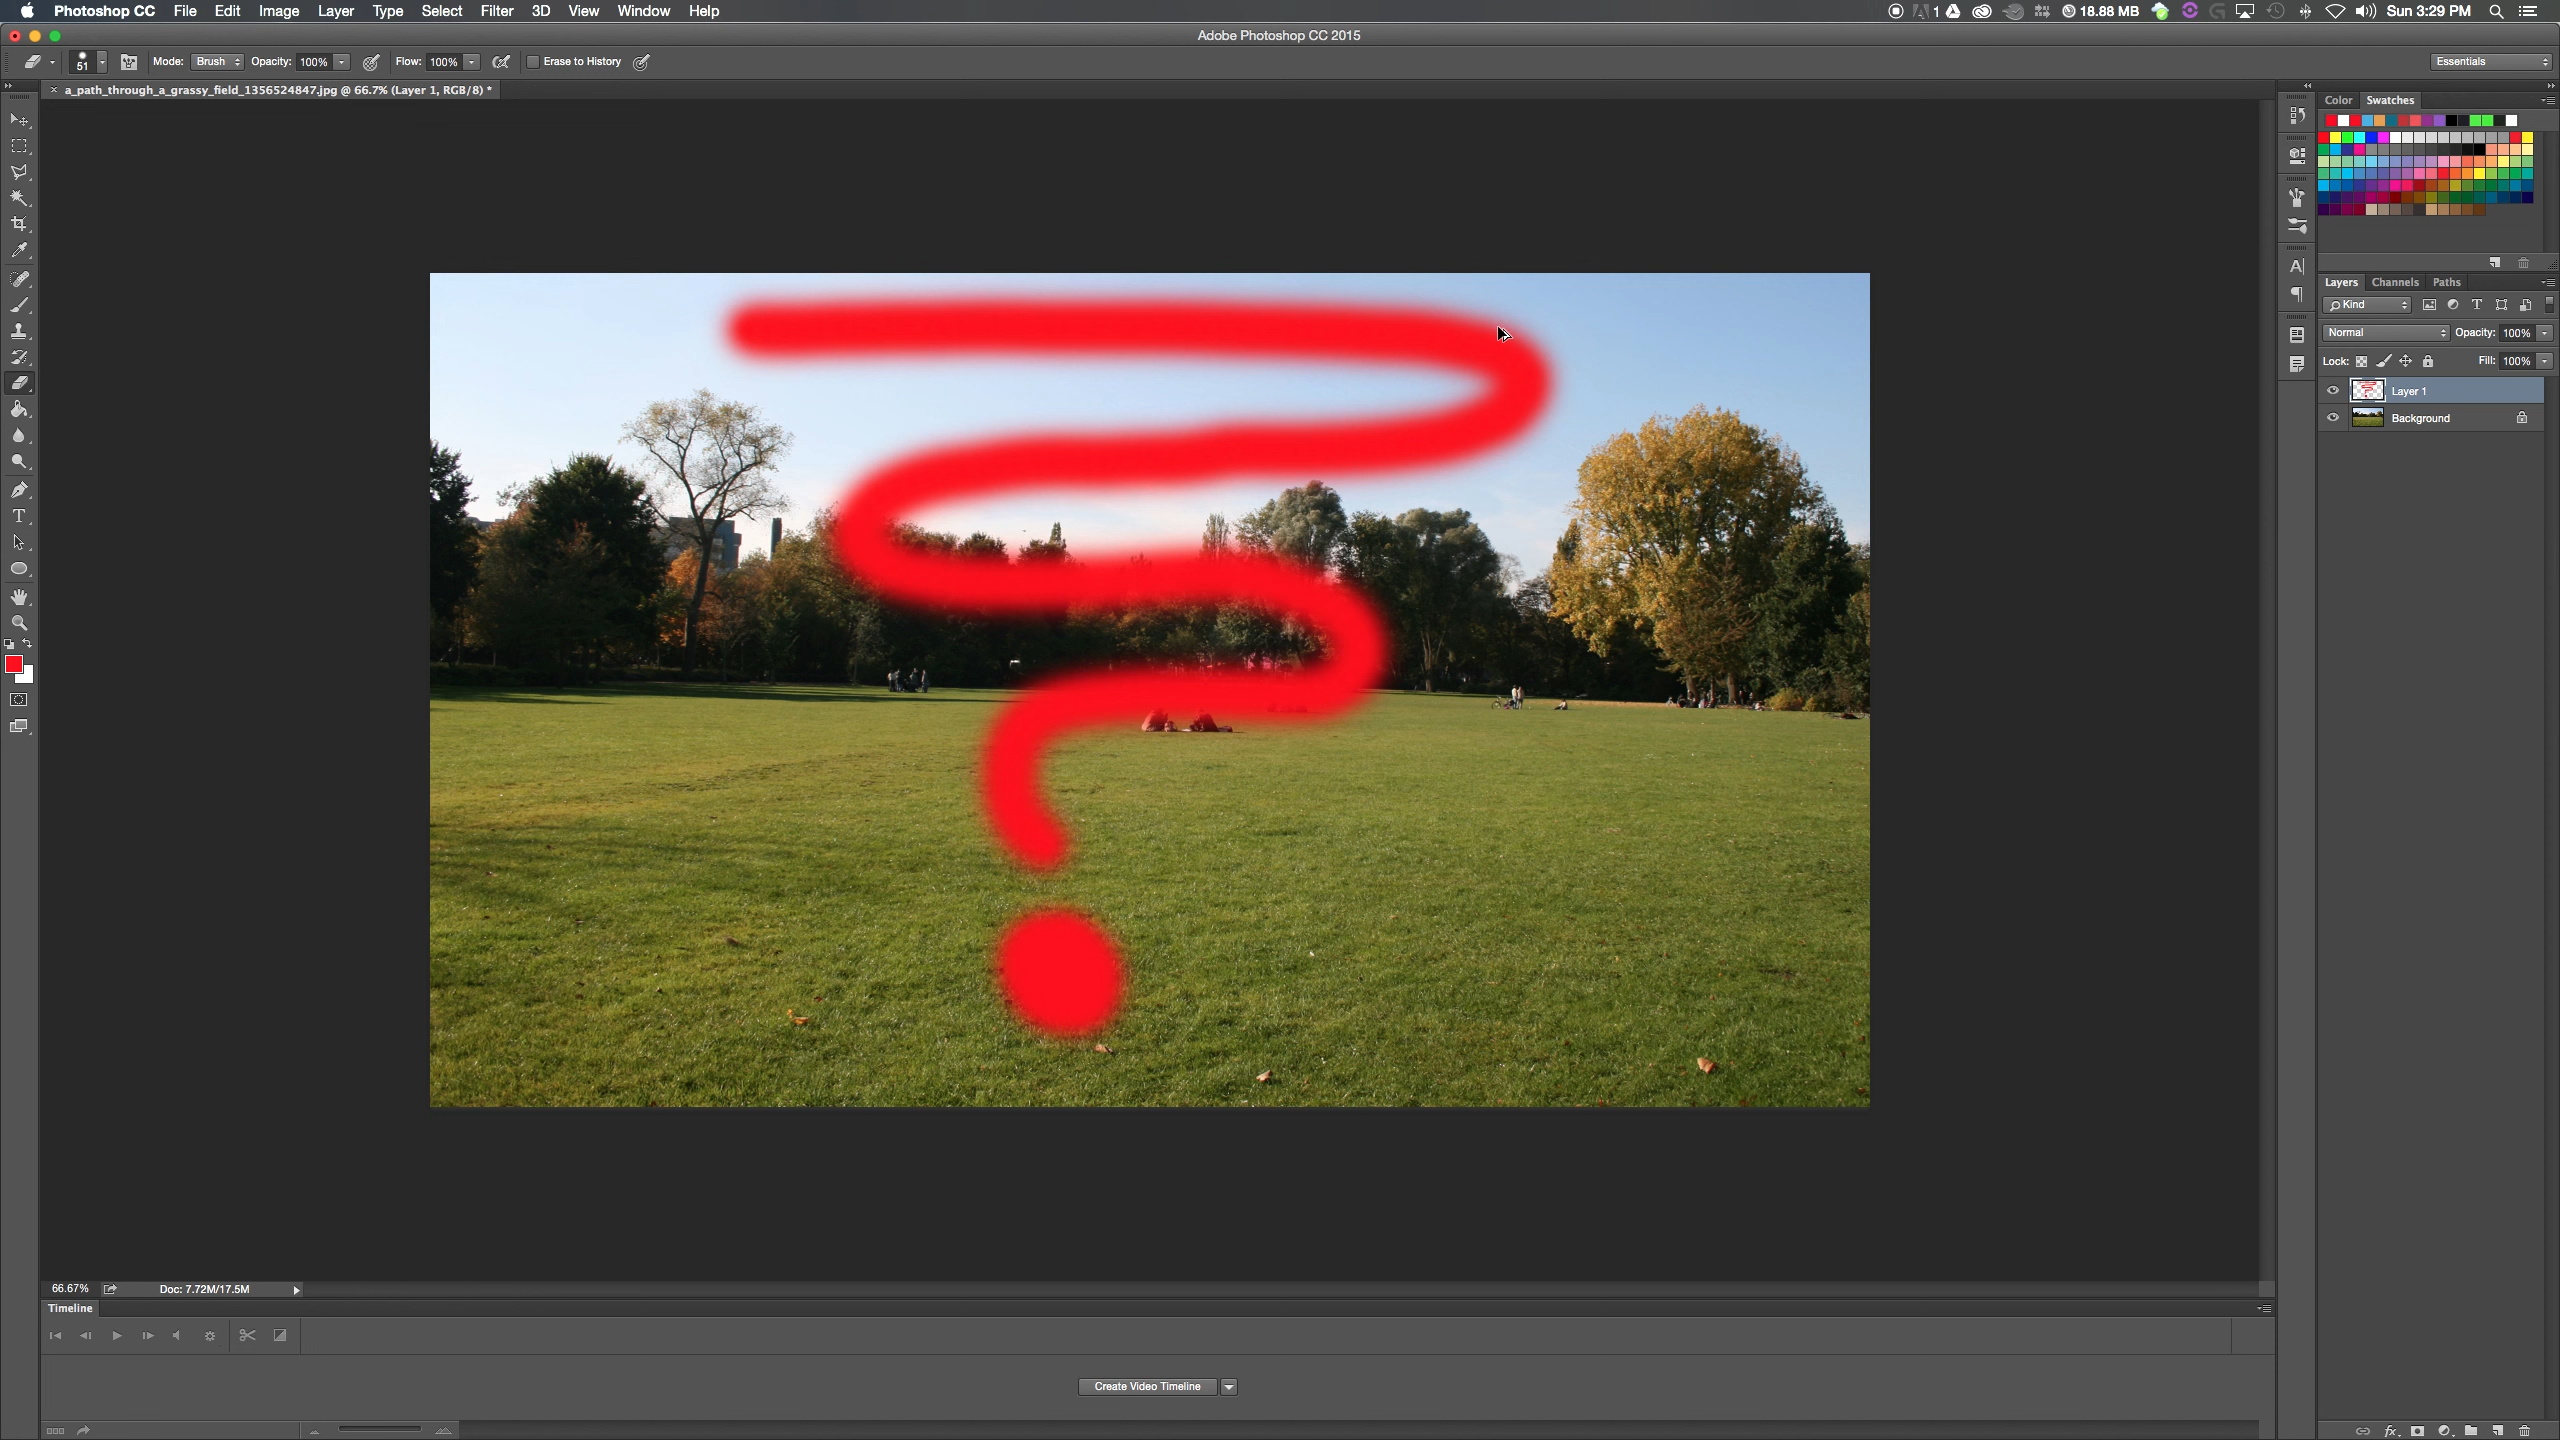 Photoshop CC File Edit Image Layer Type Select Filter 3D View Window Help 1 18.88 MB Sun 3:29 PM
Adobe Photoshop CC 2015
51 Mode: Brush Opacity: 100% Flow: 100% Erase to History Essentials
a_path_through_a_grassy_field_1356524847.jpg @ 66.7% (Layer 1, RGB/8) *
Color Swatches
Layers Channels Paths
Kind
Normal Opacity: 100%
Lock: Fill: 100%
Layer 1
Background
66.67% Doc: 7.72M/17.5M
Timeline
Create Video Timeline